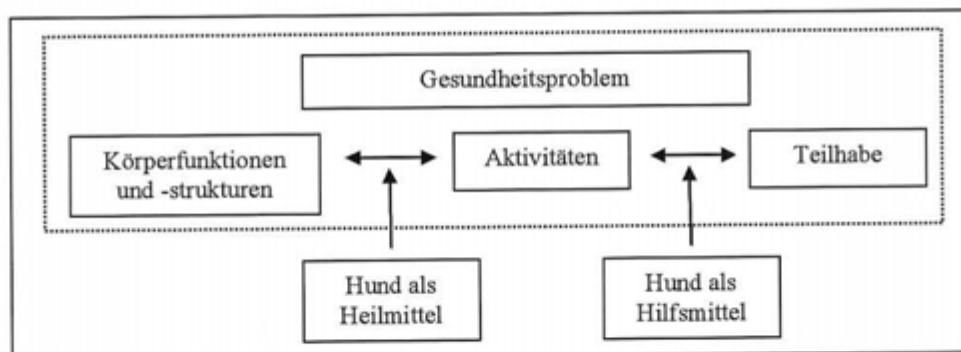 Gesundheitsproblem
Körperfunktionen
und -strukturen
Aktivitäten
Teilhabe
Hund als
Heilmittel
Hund als
Hilfsmittel